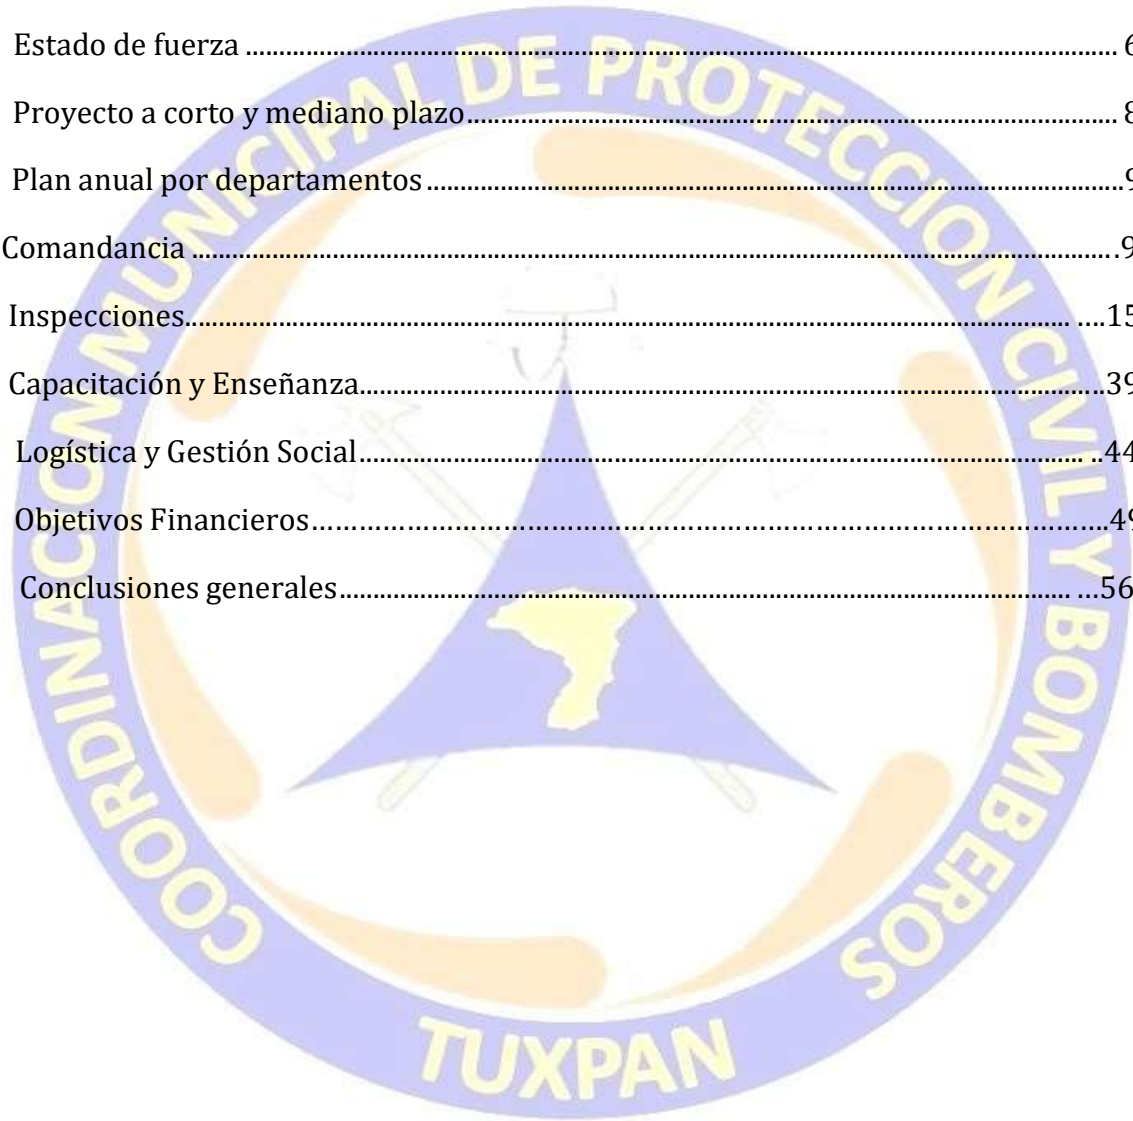 Estado de fuerza ........................................................................ 6
Proyecto a corto y mediano plazo........................................................................ 8
Plan anual por departamentos ........................................................................9
Comandancia ........................................................................ .9
Inspecciones........................................................................ ....15
Capacitación y Enseñanza........................................................................39
Logística y Gestión Social........................................................................ ..44
Objetivos Financieros........................................................................49
Conclusiones generales........................................................................ ...56
COORDINACION MUNICIPAL DE PROTECCION CIVIL Y BOMBEROS
TUXPAN